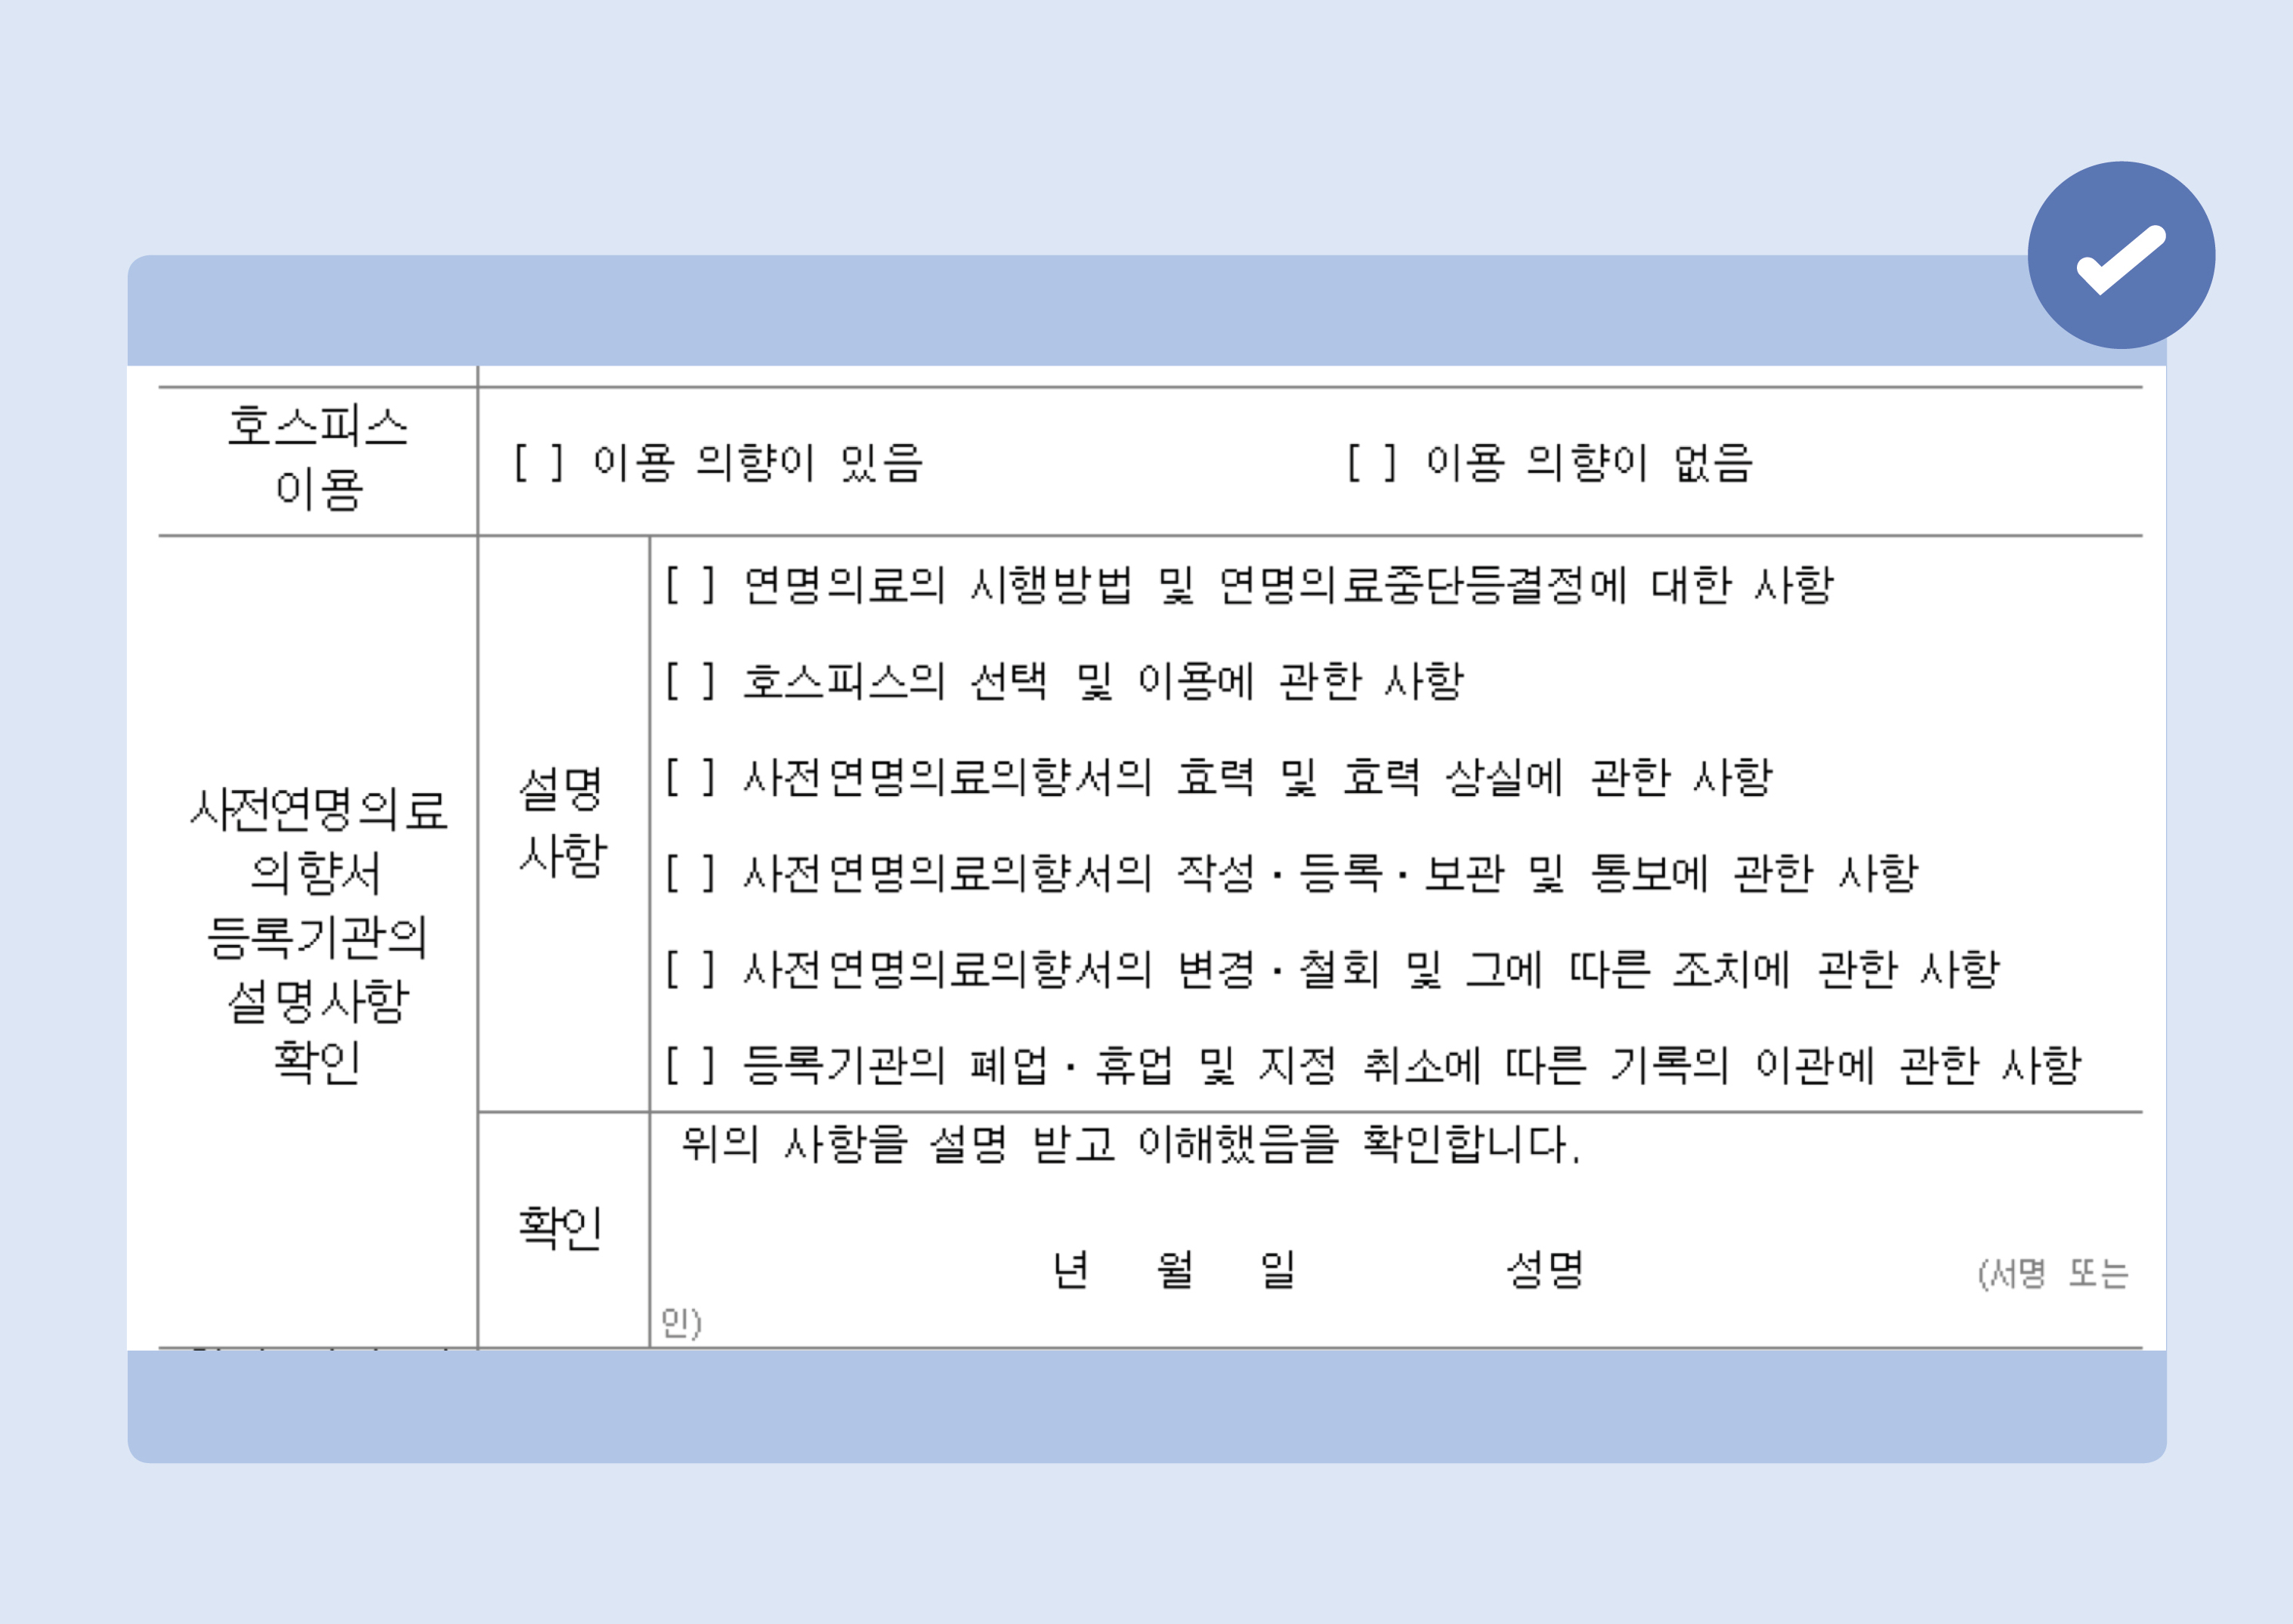 호스피스
이용
[ ] 이용 의향이 있음 [ ] 이용 의향이 없음
사전연명의료
의향서
등록기관의
설명사항
확인
설명
사항
[ ] 연명의료의 시행방법 및 연명의료중단등결정에 대한 사항
[ ] 호스피스의 선택 및 이용에 관한 사항
[ ] 사전연명의료의향서의 효력 및 효력 상실에 관한 사항
[ ] 사전연명의료의향서의 작성·등록·보관 및 통보에 관한 사항
[ ] 사전연명의료의향서의 변경·철회 및 그에 따른 조치에 관한 사항
[ ] 등록기관의 폐업·휴업 및 지정 취소에 따른 기록의 이관에 관한 사항
확인
위의 사항을 설명 받고 이해했음을 확인합니다.
년 월 일 성명 (서명 또는
인)